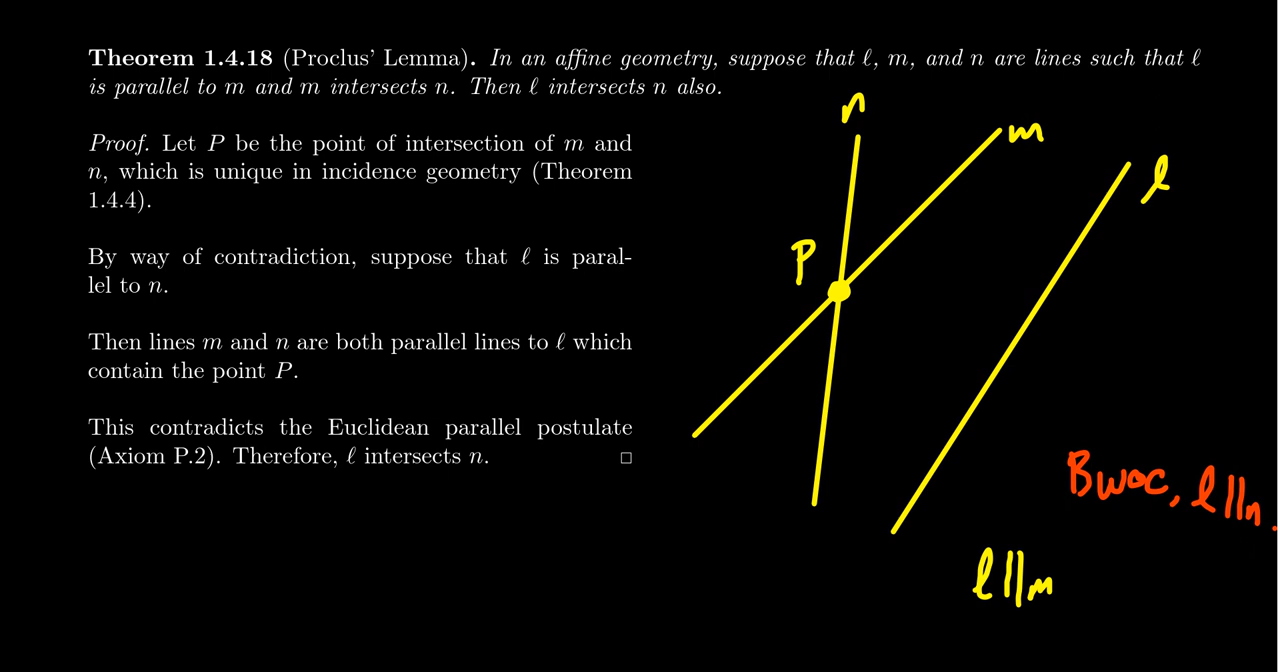 Theorem 1.4.18 (Proclus' Lemma). In an affine geometry, suppose that ℓ, m, and n are lines such that ℓ
is parallel to m and m intersects n. Then ℓ intersects n also.
Proof. Let P be the point of intersection of m and
n, which is unique in incidence geometry (Theorem
1.4.4).
By way of contradiction, suppose that ℓ is paral-
lel to n.
Then lines m and n are both parallel lines to ℓ which
contain the point P.
This contradicts the Euclidean parallel postulate
(Axiom P.2). Therefore, ℓ intersects n. □
n
m
ℓ
P
BWOC, ℓ||n.
ℓ||m